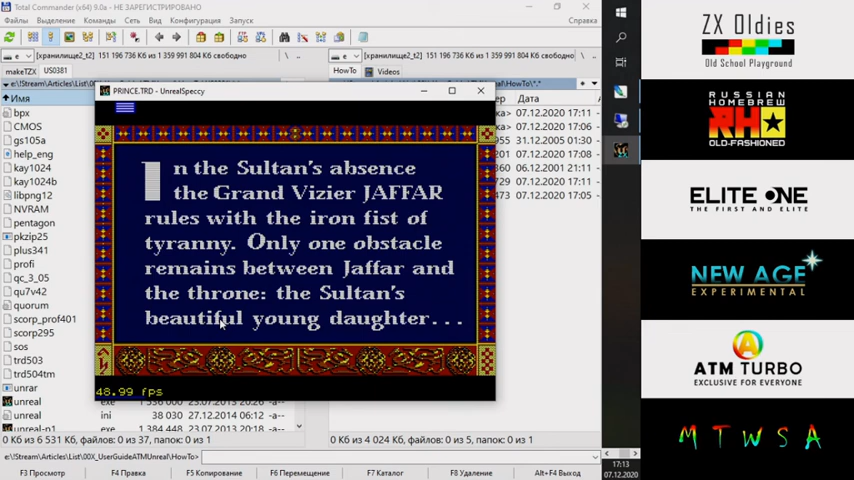 Total Commander (x64) 9.0a - НЕ ЗАРЕГИСТРИРОВАНО
Файлы Выделение Команды Сеть Вид Конфигурация Запуск
Справка
e [хранилище2_t2] 151 196 736 Кб из 1 359 991 804 Кб свободно
e [хранилище2_t2] 151 196 736 Кб из 1 359 991 804 Кб свободно
makeTZX US0381
HowTo Videos
Имя
Дата
PRINCE.TRD - UnrealSpeccy
In the Sultan's absence
the Grand Vizier JAFFAR
rules with the iron fist of
tyranny. Only one obstacle
remains between Jaffar and
the throne: the Sultan's
beautiful young daughter...
48.99 fps
bpx
CMOS
gs105a
help_eng
kay1024
kay1024b
libpng12
NVRAM
pentagon
pkzip25
plus341
profi
qc_3_05
qu7v42
quorum
scorp_prof401
scorp295
sos
trd503
trd504tm
unrar
unreal
unreal
ini 38 030 27.12.2014 06:12 -a--
unreal-n1 exe 1 384 448 23.07.2013 20:18 -a--
07.12.2020 17:11
07.12.2020 17:06
31.12.2005 01:30
07.12.2020 17:08
06.12.2001 21:11
07.12.2020 17:11
07.12.2020 17:05
0 Кб из 6 531 Кб, файлы: 0 из 37, папок: 0 из 1
0 Кб из 4 024 Кб, файлов: 0 из 5, папок: 0 из 1
e:\Stream\Articles\List\00X_UserGuideATMUnreal\HowTo>
F3 Просмотр F4 Правка F5 Копирование F6 Перемещение F7 Каталог F8 Удаление Alt+F4 Выход
17:13
07.12.2020
ZX Oldies
Old School Playground
RUSSIAN
HOMEBREW
RH
OLD-FASHIONED
ELITE ONE
THE FIRST AND ELITE
NEW AGE
EXPERIMENTAL
ATM TURBO
EXCLUSIVE FOR EVERYONE
MTWSA